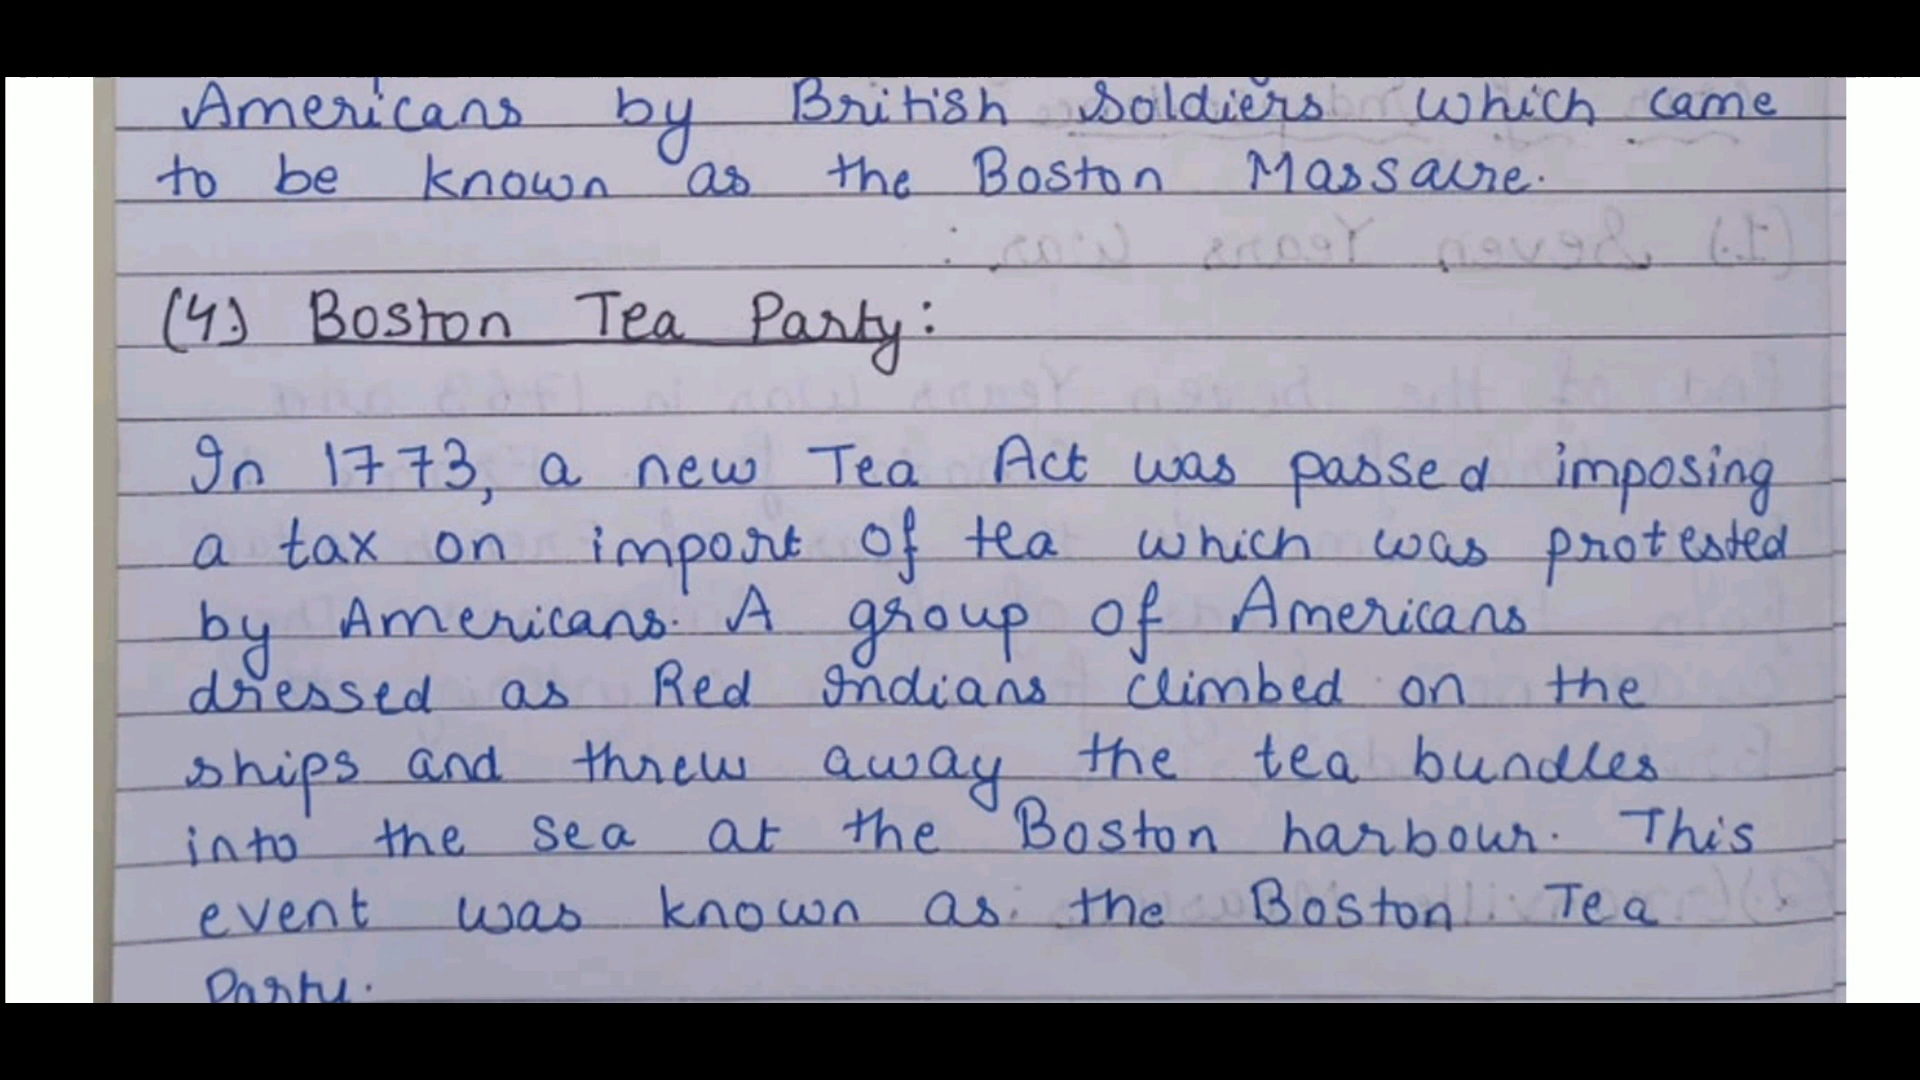 Americans by British soldiers which came
to be known as the Boston Massacre.
(4.) Boston Tea Party:
In 1773, a new Tea Act was passed imposing
a tax on import of tea which was protested
by Americans. A group of Americans
dressed as Red Indians climbed on the
ships and threw away the tea bundles
into the sea at the Boston harbour. This
event was known as the Boston Tea
Party.